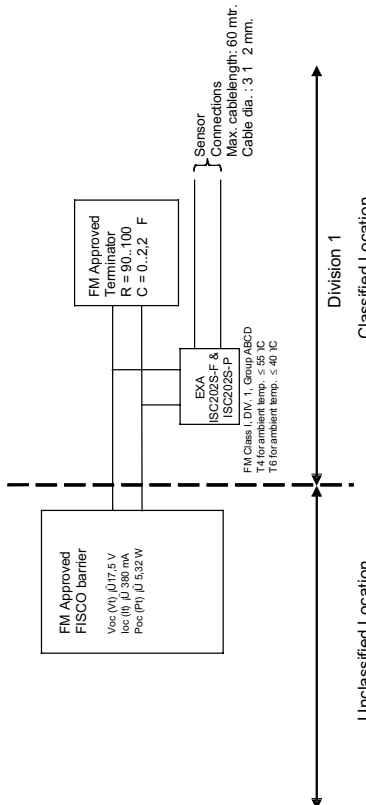 FM Approved
FISCO barrier
Voc (Vt) ¡Ü17,5 V
Ioc (It) ¡Ü 380 mA
Poc (Pt) ¡Ü 5,32 W
FM Approved
Terminator
R = 90..100
C = 0..2,2 F
EXA
ISC202S-F &
ISC202S-P
FM Class I, DIV. 1, Group ABCD
T4 for ambient temp. ≤ 55 ¡C
T6 for ambient temp. ≤ 40 ¡C
Sensor
Connections
Max. cablelength: 60 mtr.
Cable dia. : 3 1 2 mm.
Unclassified Location
Division 1
Classified Location